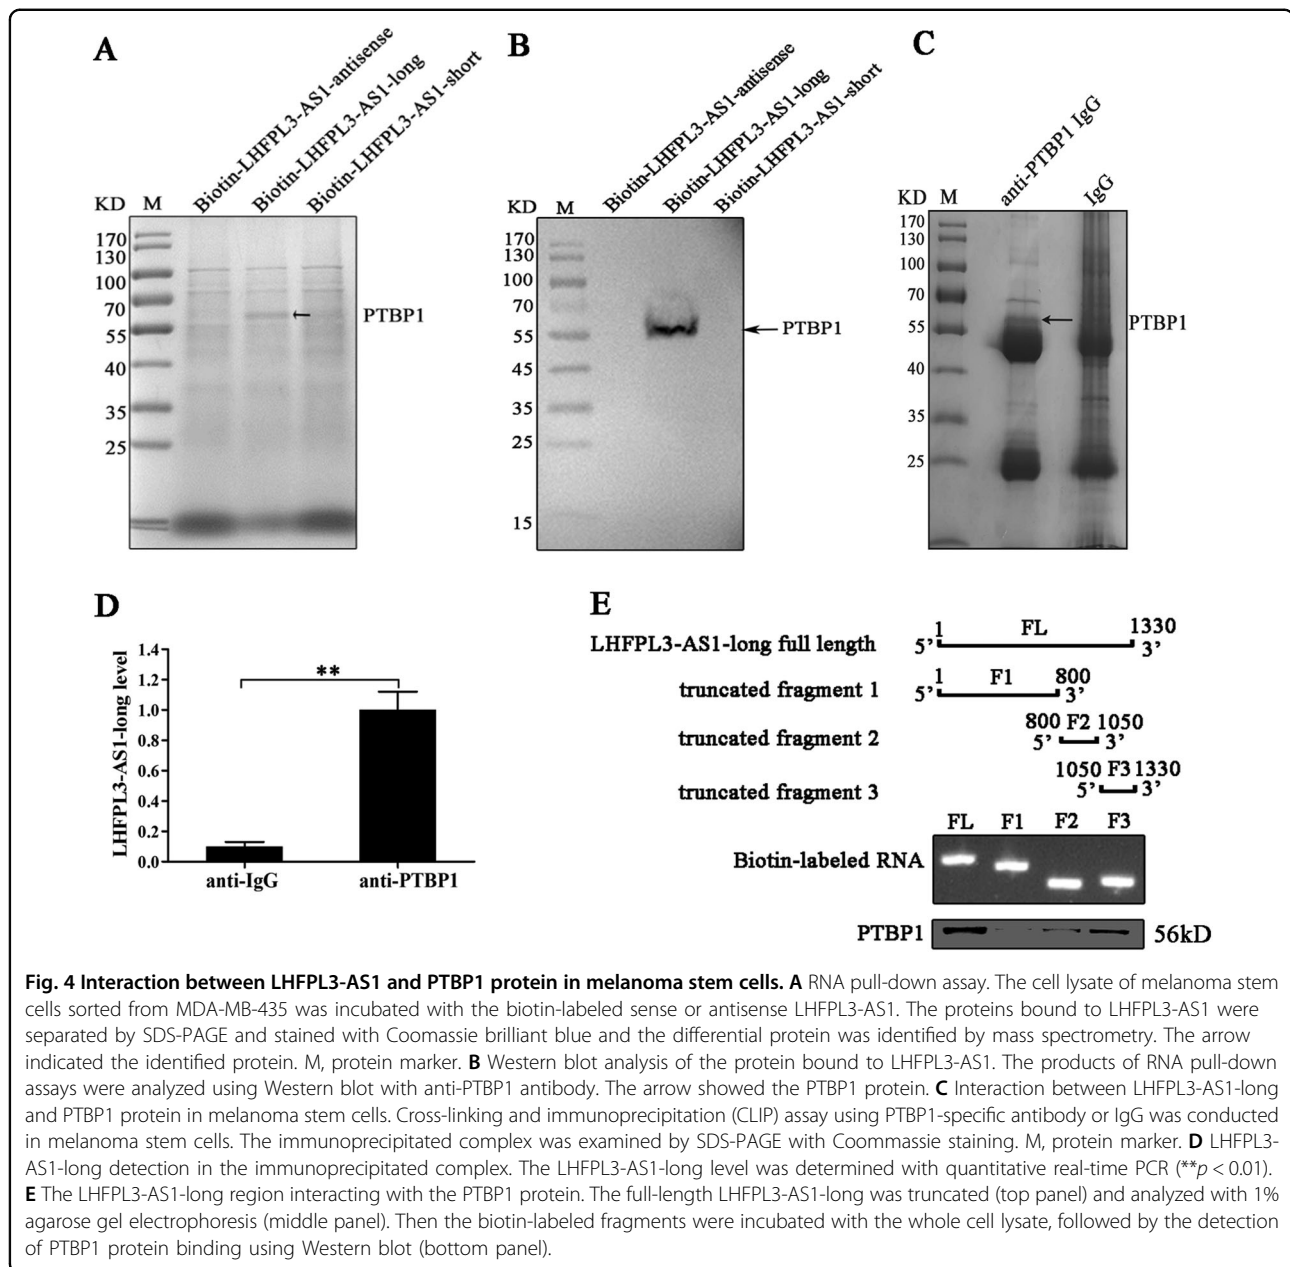 A
Biotin-LHFPL3-AS1-antisense
Biotin-LHFPL3-AS1-long
Biotin-LHFPL3-AS1-short
KD M
170
130
100
70
55
40
35
25
PTBP1
B
Biotin-LHFPL3-AS1-antisense
Biotin-LHFPL3-AS1-long
Biotin-LHFPL3-AS1-short
KD M
170
130
100
70
55
45
35
25
15
PTBP1
C
anti-PTBP1 IgG
IgG
KD M
170
130
100
70
55
40
35
25
PTBP1
D
LHFPL3-AS1-long level
1.4
1.2
1.0
0.8
0.6
0.4
0.2
0.0
**
anti-IgG anti-PTBP1
E
LHFPL3-AS1-long full length 5’ 1 FL 1330 3’
truncated fragment 1 5’ 1 F1 800 3’
truncated fragment 2 800 F2 1050 5’ 3’
truncated fragment 3 1050 F3 1330 5’ 3’
FL F1 F2 F3
Biotin-labeled RNA
PTBP1 56kD
Fig. 4 Interaction between LHFPL3-AS1 and PTBP1 protein in melanoma stem cells. A RNA pull-down assay. The cell lysate of melanoma stem
cells sorted from MDA-MB-435 was incubated with the biotin-labeled sense or antisense LHFPL3-AS1. The proteins bound to LHFPL3-AS1 were
separated by SDS-PAGE and stained with Coomassie brilliant blue and the differential protein was identified by mass spectrometry. The arrow
indicated the identified protein. M, protein marker. B Western blot analysis of the protein bound to LHFPL3-AS1. The products of RNA pull-down
assays were analyzed using Western blot with anti-PTBP1 antibody. The arrow showed the PTBP1 protein. C Interaction between LHFPL3-AS1-long
and PTBP1 protein in melanoma stem cells. Cross-linking and immunoprecipitation (CLIP) assay using PTBP1-specific antibody or IgG was conducted
in melanoma stem cells. The immunoprecipitated complex was examined by SDS-PAGE with Coommassie staining. M, protein marker. D LHFPL3-
AS1-long detection in the immunoprecipitated complex. The LHFPL3-AS1-long level was determined with quantitative real-time PCR (**p < 0.01).
E The LHFPL3-AS1-long region interacting with the PTBP1 protein. The full-length LHFPL3-AS1-long was truncated (top panel) and analyzed with 1%
agarose gel electrophoresis (middle panel). Then the biotin-labeled fragments were incubated with the whole cell lysate, followed by the detection
of PTBP1 protein binding using Western blot (bottom panel).